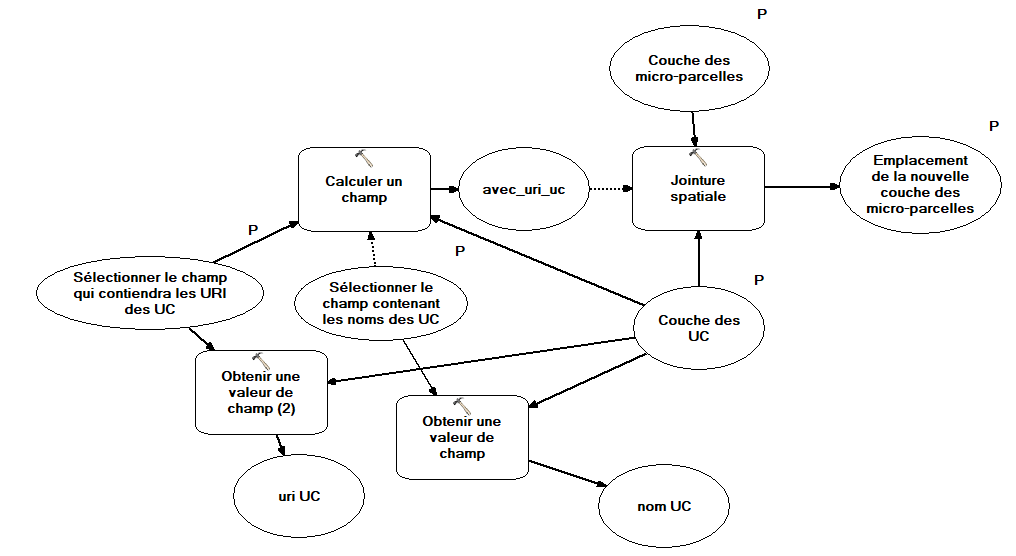 P
Couche des
micro-parcelles
P
Emplacement
de la nouvelle
couche des
micro-parcelles
Calculer un
champ
avec_uri_uc
Jointure
spatiale
P
P
P
Sélectionner le champ
qui contiendra les URI
des UC
Sélectionner le
champ contenant
les noms des UC
Couche des
UC
Obtenir une
valeur de
champ (2)
Obtenir une
valeur de
champ
uri UC
nom UC